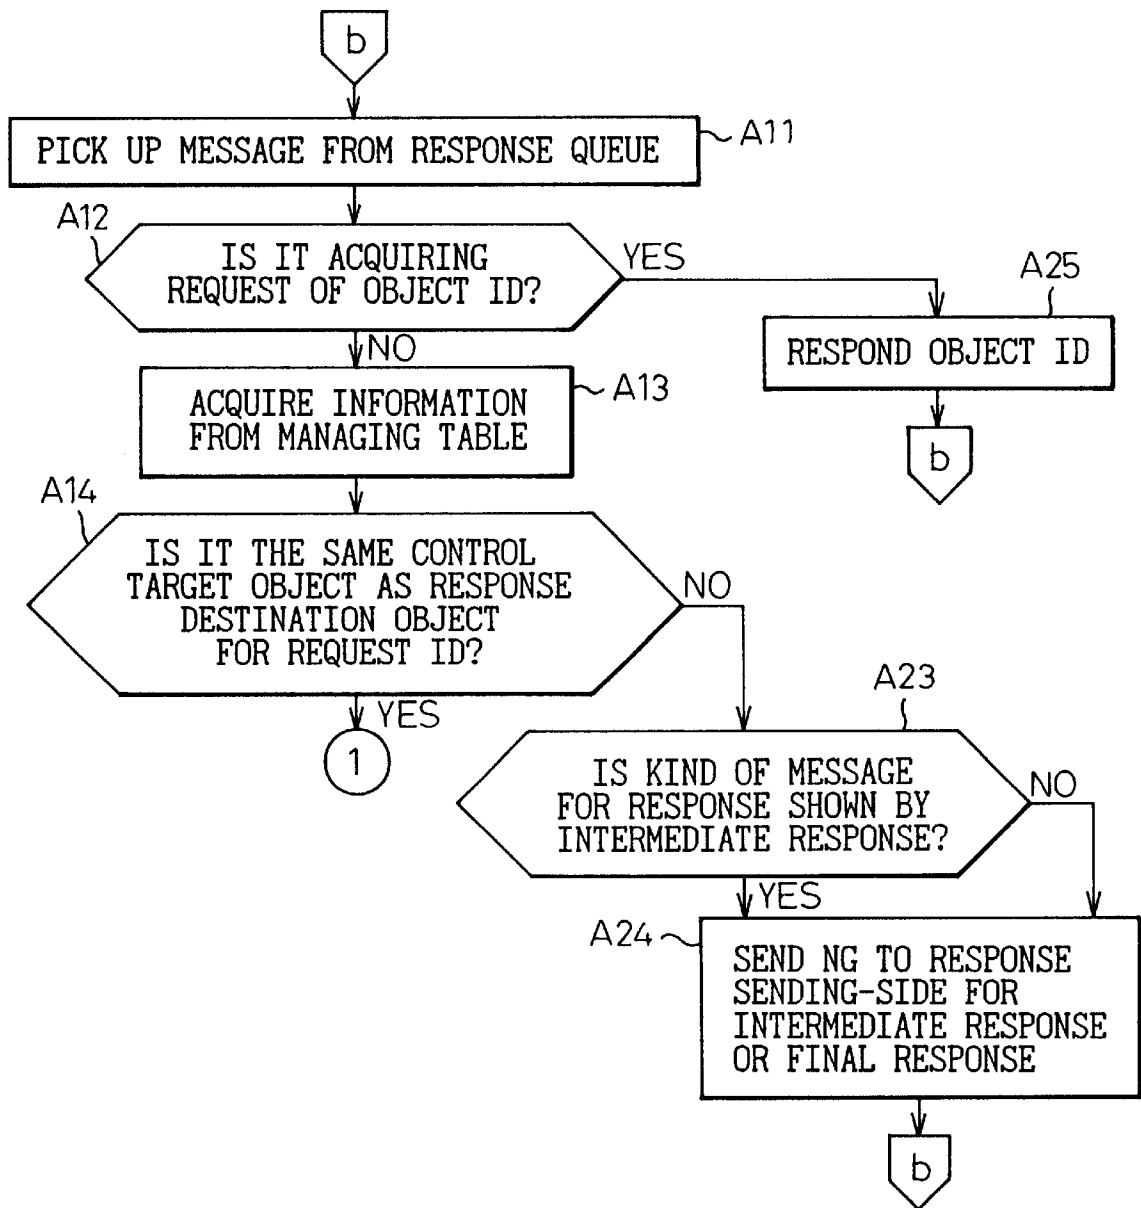 b
PICK UP MESSAGE FROM RESPONSE QUEUE
A11
A12
IS IT ACQUIRING
REQUEST OF OBJECT ID?
YES
A25
RESPOND OBJECT ID
b
NO
A13
ACQUIRE INFORMATION
FROM MANAGING TABLE
A14
IS IT THE SAME CONTROL
TARGET OBJECT AS RESPONSE
DESTINATION OBJECT
FOR REQUEST ID?
NO
YES
1
A23
IS KIND OF MESSAGE
FOR RESPONSE SHOWN BY
INTERMEDIATE RESPONSE?
NO
YES
A24
SEND NG TO RESPONSE
SENDING-SIDE FOR
INTERMEDIATE RESPONSE
OR FINAL RESPONSE
b